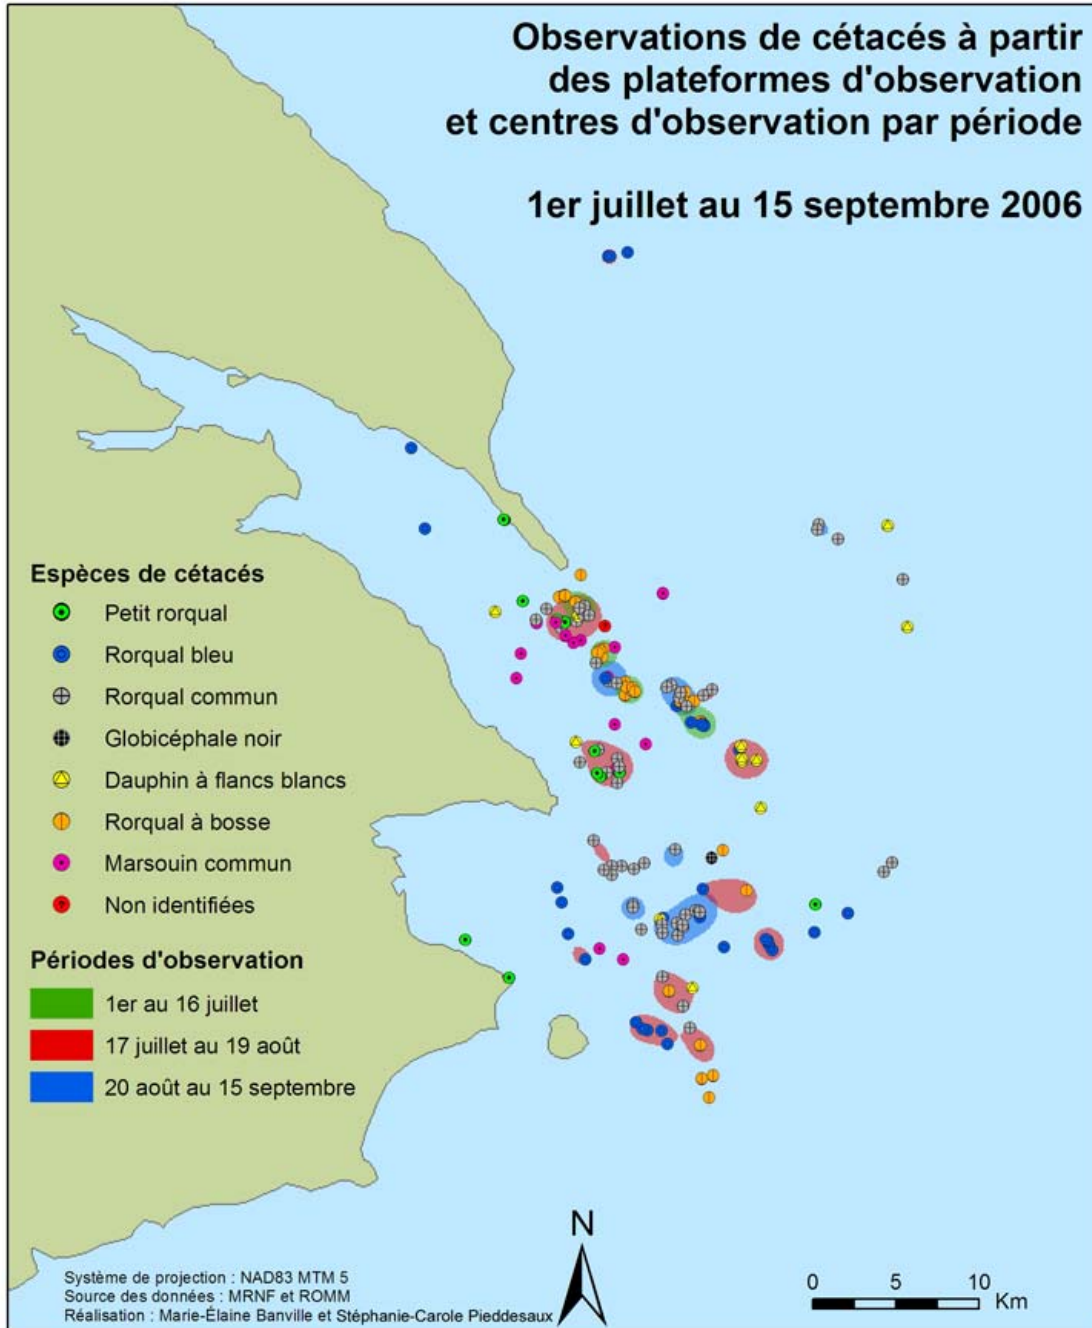 Observations de cétacés à partir
des plateformes d'observation
et centres d'observation par période
1er juillet au 15 septembre 2006
Espèces de cétacés
Petit rorqual
Rorqual bleu
Rorqual commun
Globicéphale noir
Dauphin à flancs blancs
Rorqual à bosse
Marsouin commun
Non identifiées
Périodes d'observation
1er au 16 juillet
17 juillet au 19 août
20 août au 15 septembre
Système de projection : NAD83 MTM 5
Source des données : MRNF et ROMM
Réalisation : Marie-Élaine Banville et Stéphanie-Carole Pieddesaux
N
0 5 10
Km